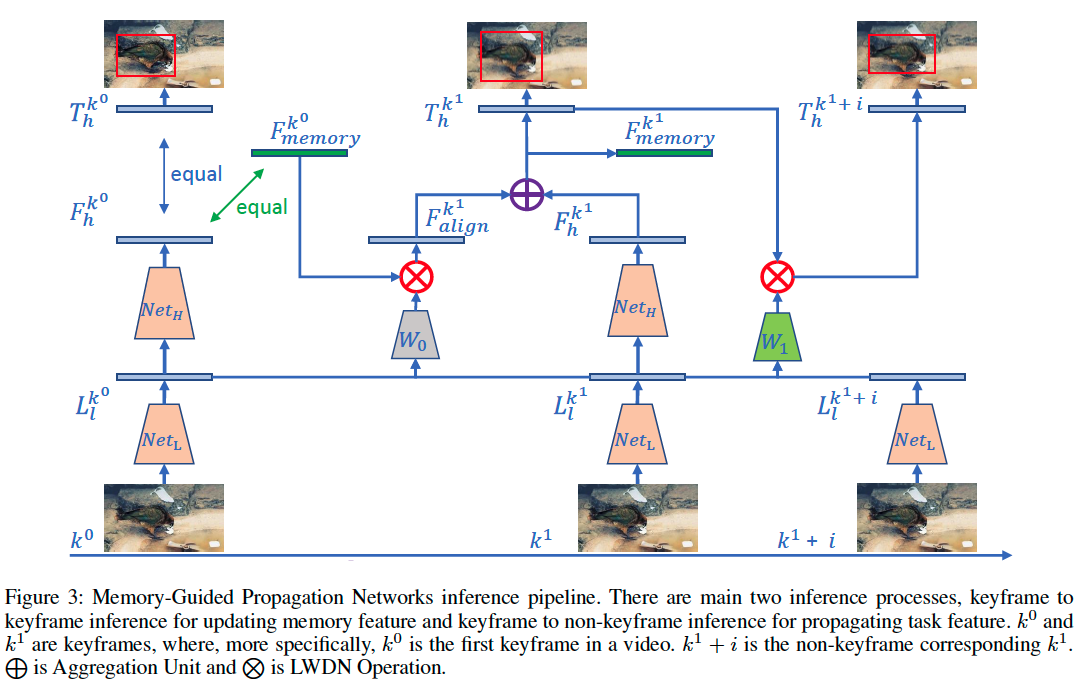 T_h^{k^0}
F_{memory}^{k^0}
T_h^{k^1}
F_{memory}^{k^1}
T_h^{k^1+i}
equal
equal
F_h^{k^0}
F_{align}^{k^1}
F_h^{k^1}
Net_H
W_0
Net_H
W_1
L_l^{k^0}
L_l^{k^1}
L_l^{k^1+i}
Net_L
Net_L
Net_L
k^0
k^1
k^1 + i
Figure 3: Memory-Guided Propagation Networks inference pipeline. There are main two inference processes, keyframe to
keyframe inference for updating memory feature and keyframe to non-keyframe inference for propagating task feature. k^0 and
k^1 are keyframes, where, more specifically, k^0 is the first keyframe in a video. k^1 + i is the non-keyframe corresponding k^1.
⊕ is Aggregation Unit and ⊗ is LWDN Operation.